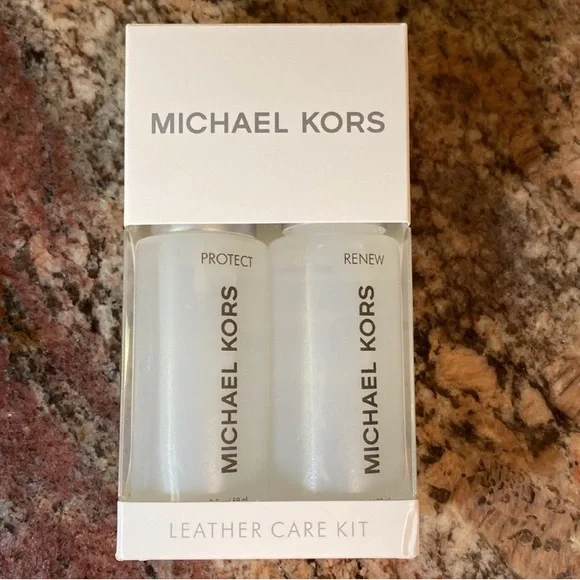 MICHAEL KORS
PROTECT
MICHAEL KORS
RENEW
MICHAEL KORS
LEATHER CARE KIT